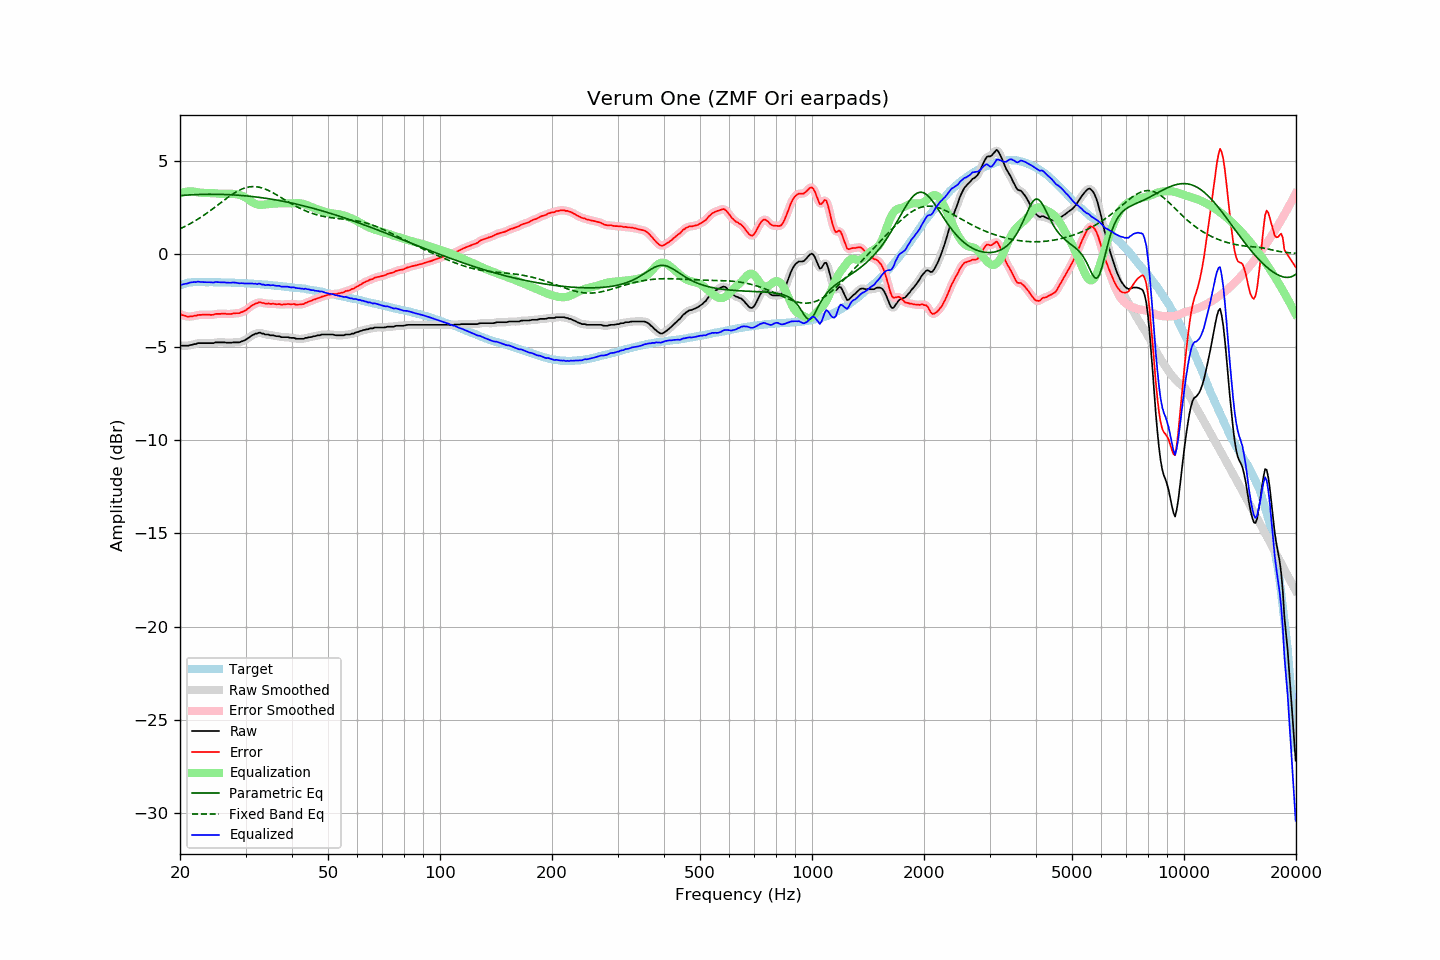 Verum One (ZMF Ori earpads)
Amplitude (dBr)
5
0
−5
−10
−15
−20
−25
−30
Target
Raw Smoothed
Error Smoothed
Raw
Error
Equalization
Parametric Eq
Fixed Band Eq
Equalized
20 50 100 200 500 1000 2000 5000 10000 20000
Frequency (Hz)